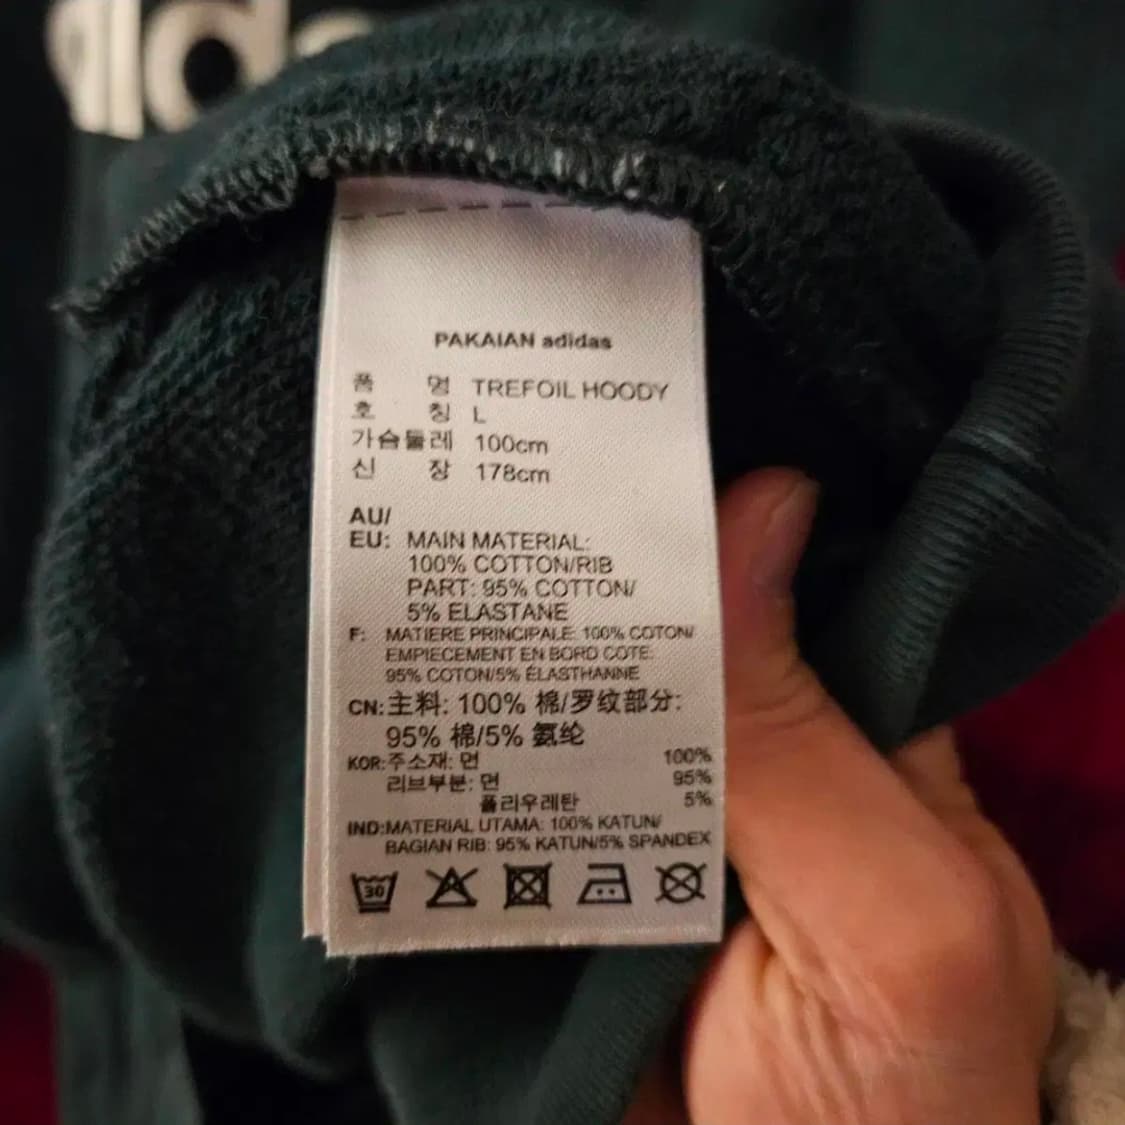 adida
PAKAIAN adidas
품 명 TREFOIL HOODY
호 칭 L
가슴둘레 100cm
신 장 178cm
AU/
EU: MAIN MATERIAL:
100% COTTON/RIB
PART: 95% COTTON/
5% ELASTANE
F: MATIERE PRINCIPALE: 100% COTON/
EMPIECEMENT EN BORD COTE:
95% COTON/5% ÉLASTHANNE
CN: 主料: 100% 棉/罗纹部分:
95% 棉/5% 氨纶
KOR: 주소재: 면 100%
리브부분: 면 95%
폴리우레탄 5%
IND: MATERIAL UTAMA: 100% KATUN/
BAGIAN RIB: 95% KATUN/5% SPANDEX
30